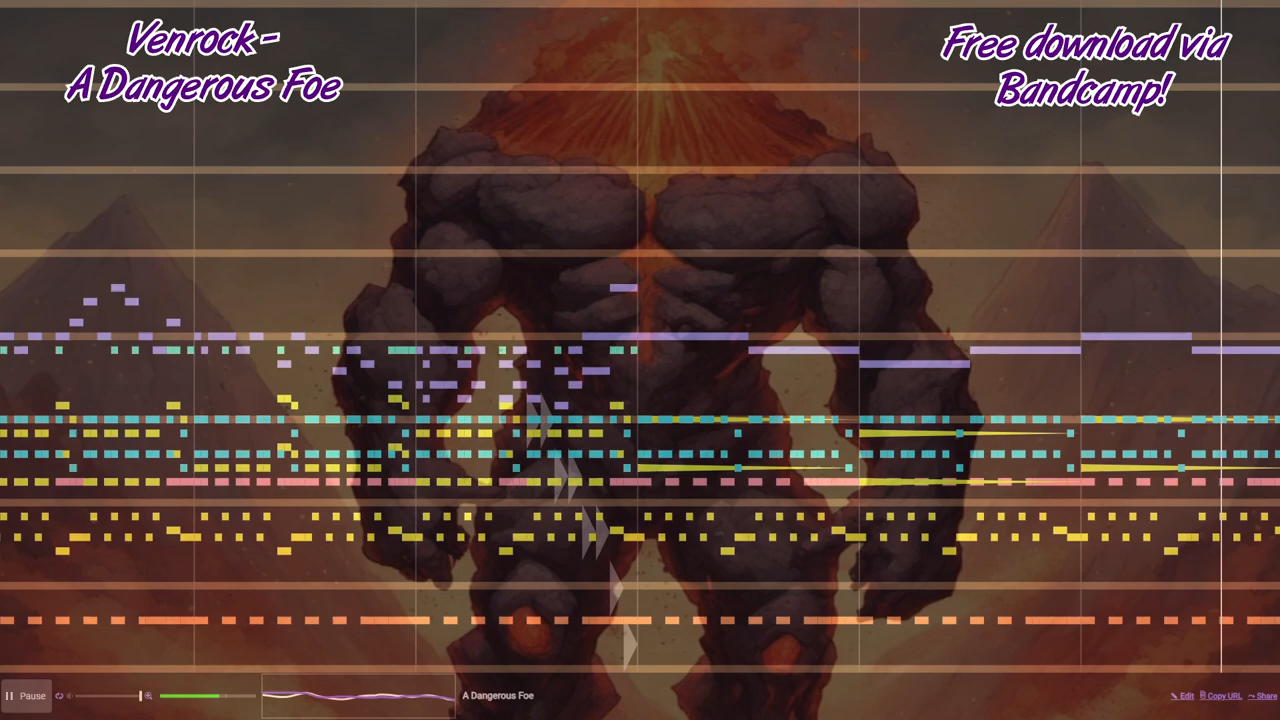 Venrock -
A Dangerous Foe
Free download via
Bandcamp!
Pause
A Dangerous Foe
Edit
Copy URL
Share